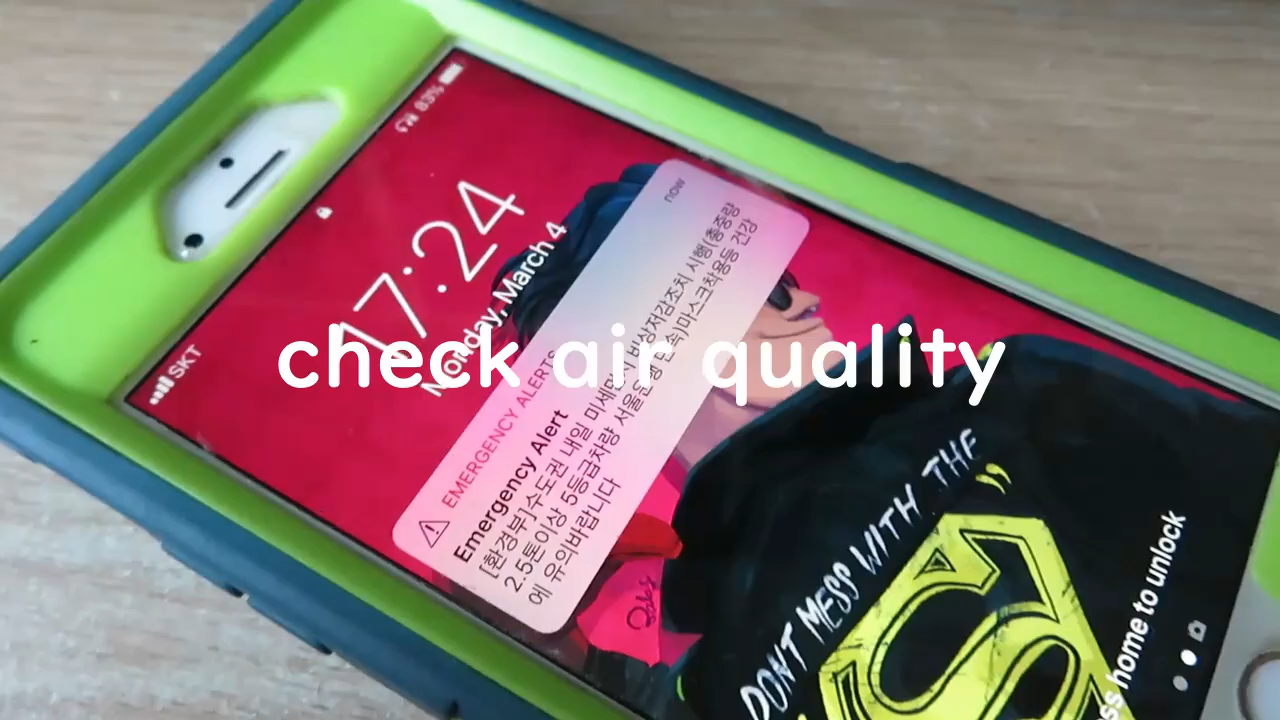 83%
SKT
17:24
Monday, March 4
EMERGENCY ALERTS
now
Emergency Alert
[환경부] 수도권 내일 미세먼지 비상저감조치 시행(총중량
2.5톤이상 5등급차량 서울운행 단속)마스크착용등 건강
에 유의바랍니다
check air quality
DON'T MESS WITH THE
S
home to unlock